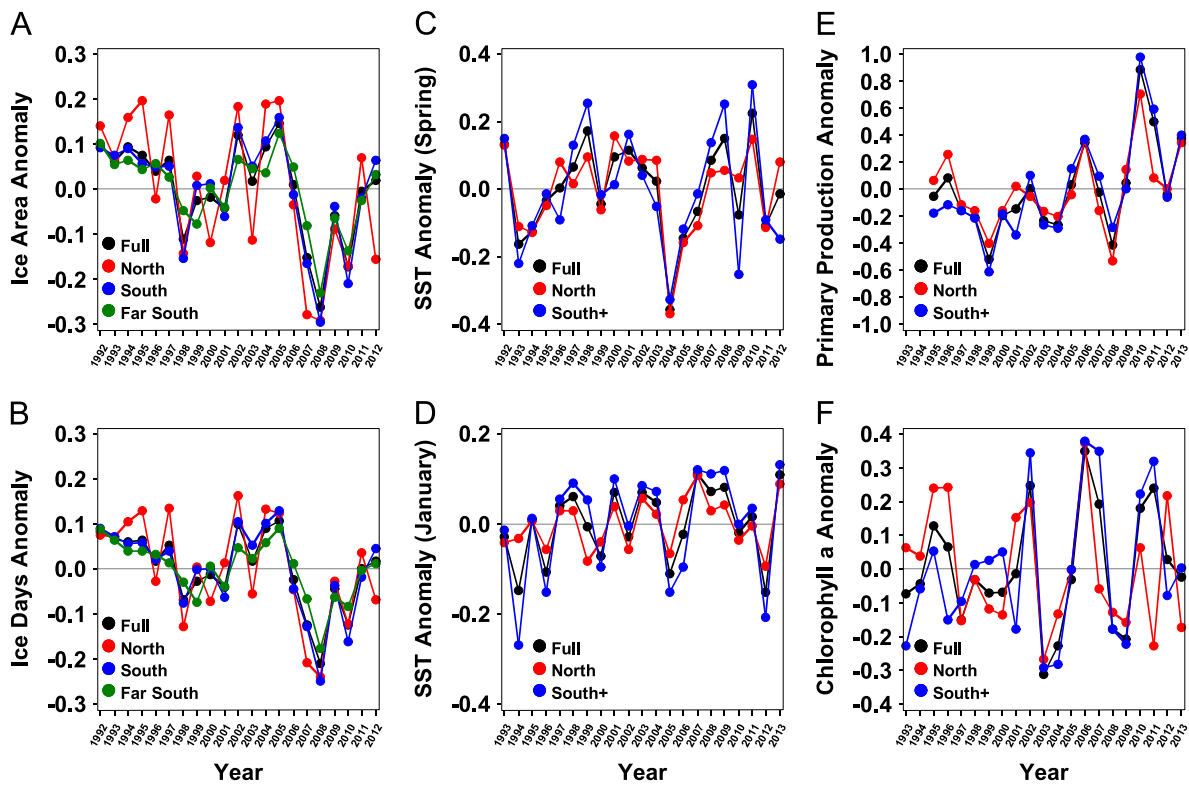 A
Ice Area Anomaly
0.3
0.2
0.1
0.0
-0.1
-0.2
-0.3
Full
North
South
Far South
1992 1993 1994 1995 1996 1997 1998 1999 2000 2001 2002 2003 2004 2005 2006 2007 2008 2009 2010 2011 2012
B
Ice Days Anomaly
0.3
0.2
0.1
0.0
-0.1
-0.2
-0.3
Full
North
South
Far South
1992 1993 1994 1995 1996 1997 1998 1999 2000 2001 2002 2003 2004 2005 2006 2007 2008 2009 2010 2011 2012
Year
C
SST Anomaly (Spring)
0.4
0.2
0.0
-0.2
-0.4
Full
North
South+
1992 1993 1994 1995 1996 1997 1998 1999 2000 2001 2002 2003 2004 2005 2006 2007 2008 2009 2010 2011 2012
D
SST Anomaly (January)
0.2
0.0
-0.2
-0.4
Full
North
South+
1993 1994 1995 1996 1997 1998 1999 2000 2001 2002 2003 2004 2005 2006 2007 2008 2009 2010 2011 2012 2013
Year
E
Primary Production Anomaly
1.0
0.8
0.6
0.4
0.2
0.0
-0.2
-0.4
-0.6
-0.8
-1.0
Full
North
South+
1993 1994 1995 1996 1997 1998 1999 2000 2001 2002 2003 2004 2005 2006 2007 2008 2009 2010 2011 2012 2013
F
Chlorophyll a Anomaly
0.4
0.3
0.2
0.1
0.0
-0.1
-0.2
-0.3
0.4
0.5
Full
North
South+
1993 1994 1995 1996 1997 1998 1999 2000 2001 2002 2003 2004 2005 2006 2007 2008 2009 2010 2011 2012 2013
Year